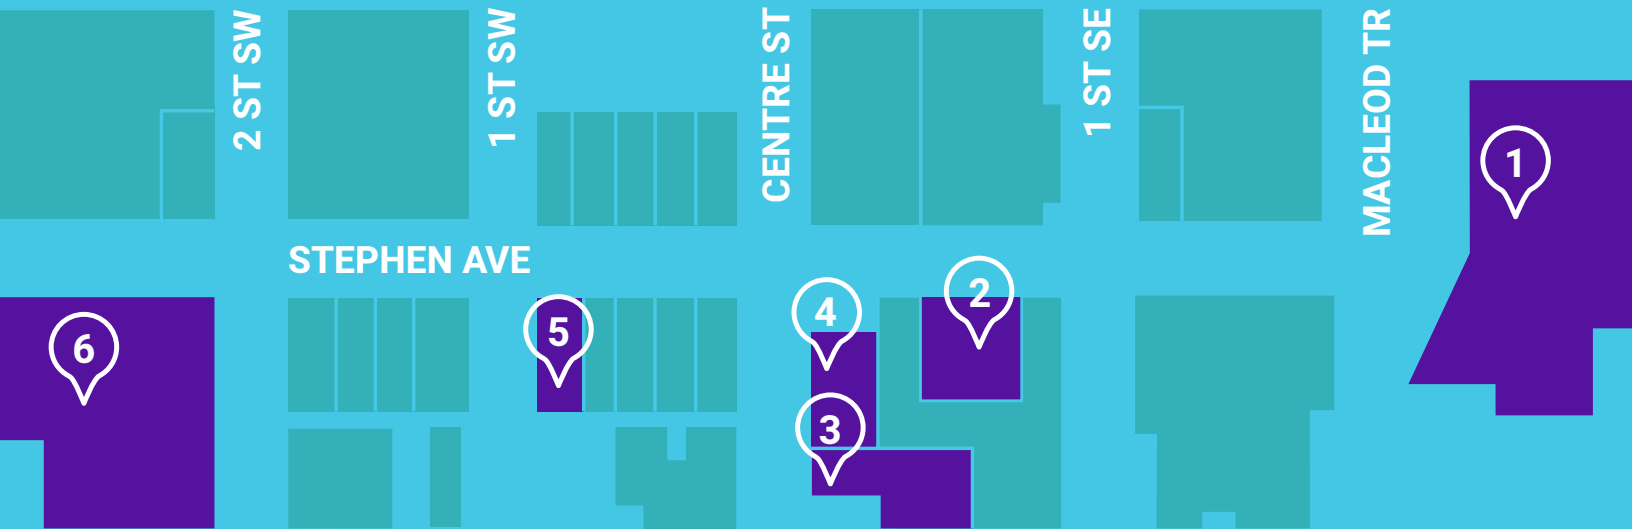 2 ST SW
1 ST SW
CENTRE ST
1 ST SE
MACLEOD TR
1
STEPHEN AVE
2
4
5
6
3